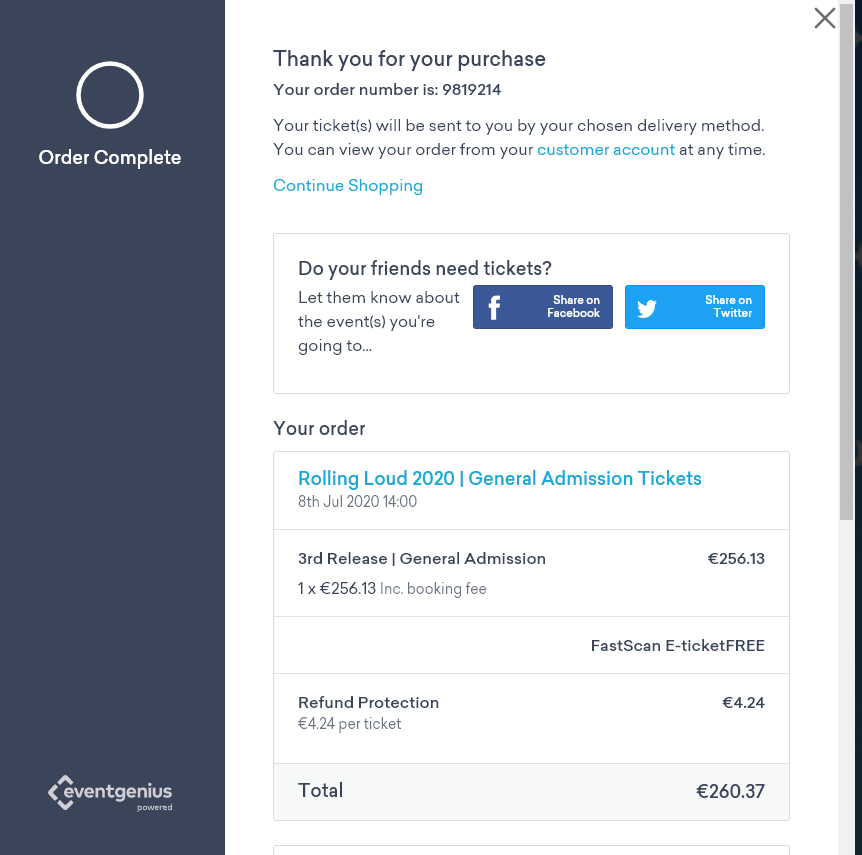 Order Complete
eventgenius
powered
Thank you for your purchase
Your order number is: 9819214
Your ticket(s) will be sent to you by your chosen delivery method.
You can view your order from your customer account at any time.
Continue Shopping
Do your friends need tickets?
Let them know about
the event(s) you're
going to...
Share on
Facebook
Share on
Twitter
Your order
Rolling Loud 2020 | General Admission Tickets
8th Jul 2020 14:00
3rd Release | General Admission €256.13
1 x €256.13 Inc. booking fee
FastScan E-ticketFREE
Refund Protection €4.24
€4.24 per ticket
Total €260.37